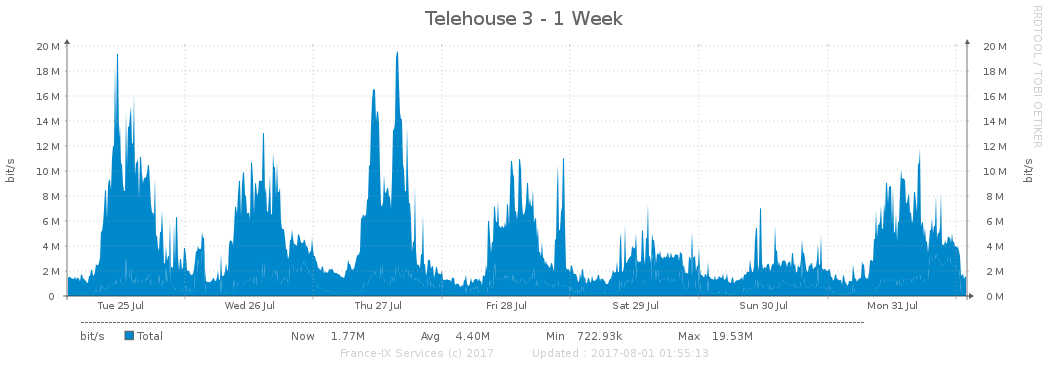 Telehouse 3 - 1 Week
RRDTOOL / TOBI OETIKER
20 M 20 M
18 M 18 M
16 M 16 M
14 M 14 M
12 M 12 M
10 M 10 M
bit/s bit/s
8 M 8 M
6 M 6 M
4 M 4 M
2 M 2 M
0 0 M
Tue 25 Jul Wed 26 Jul Thu 27 Jul Fri 28 Jul Sat 29 Jul Sun 30 Jul Mon 31 Jul
bit/s Total Now 1.77M Avg 4.40M Min 722.93k Max 19.53M
France-IX Services (c) 2017 Updated : 2017-08-01 01:55:13